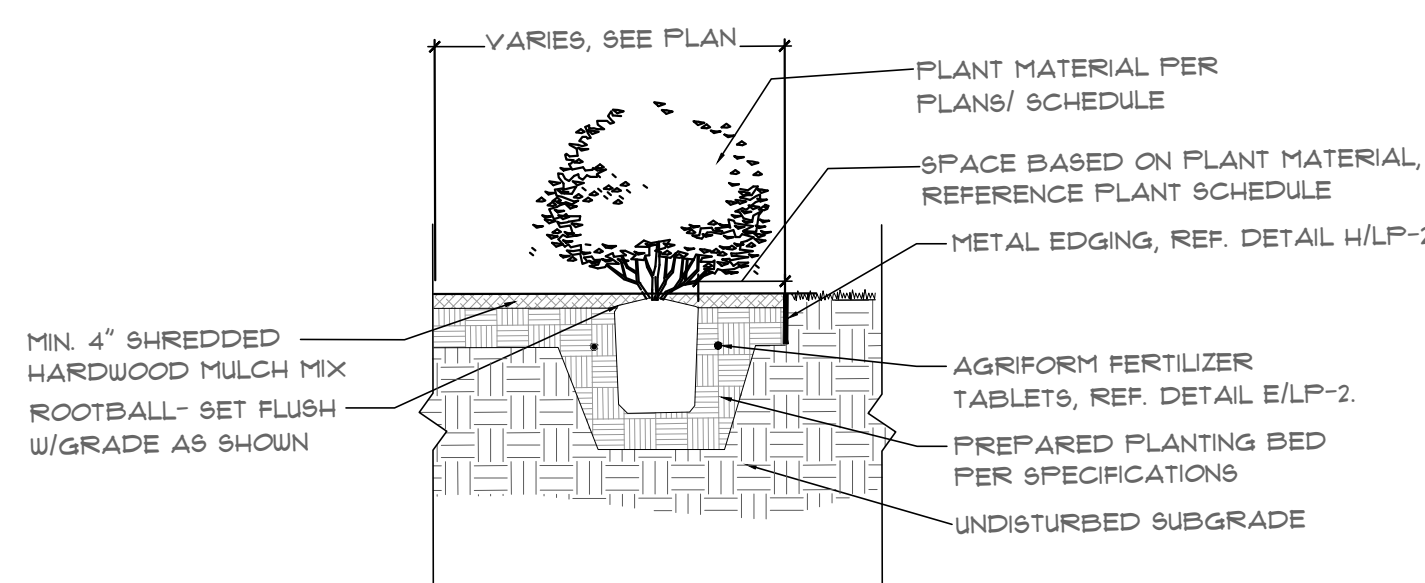 VARIES, SEE PLAN
PLANT MATERIAL PER
PLANS/ SCHEDULE
SPACE BASED ON PLANT MATERIAL,
REFERENCE PLANT SCHEDULE
METAL EDGING, REF. DETAIL H/LP-2
MIN. 4" SHREDDED
HARDWOOD MULCH MIX
ROOTBALL- SET FLUSH
W/GRADE AS SHOWN
AGRIFORM FERTILIZER
TABLETS, REF. DETAIL E/LP-2.
PREPARED PLANTING BED
PER SPECIFICATIONS
UNDISTURBED SUBGRADE